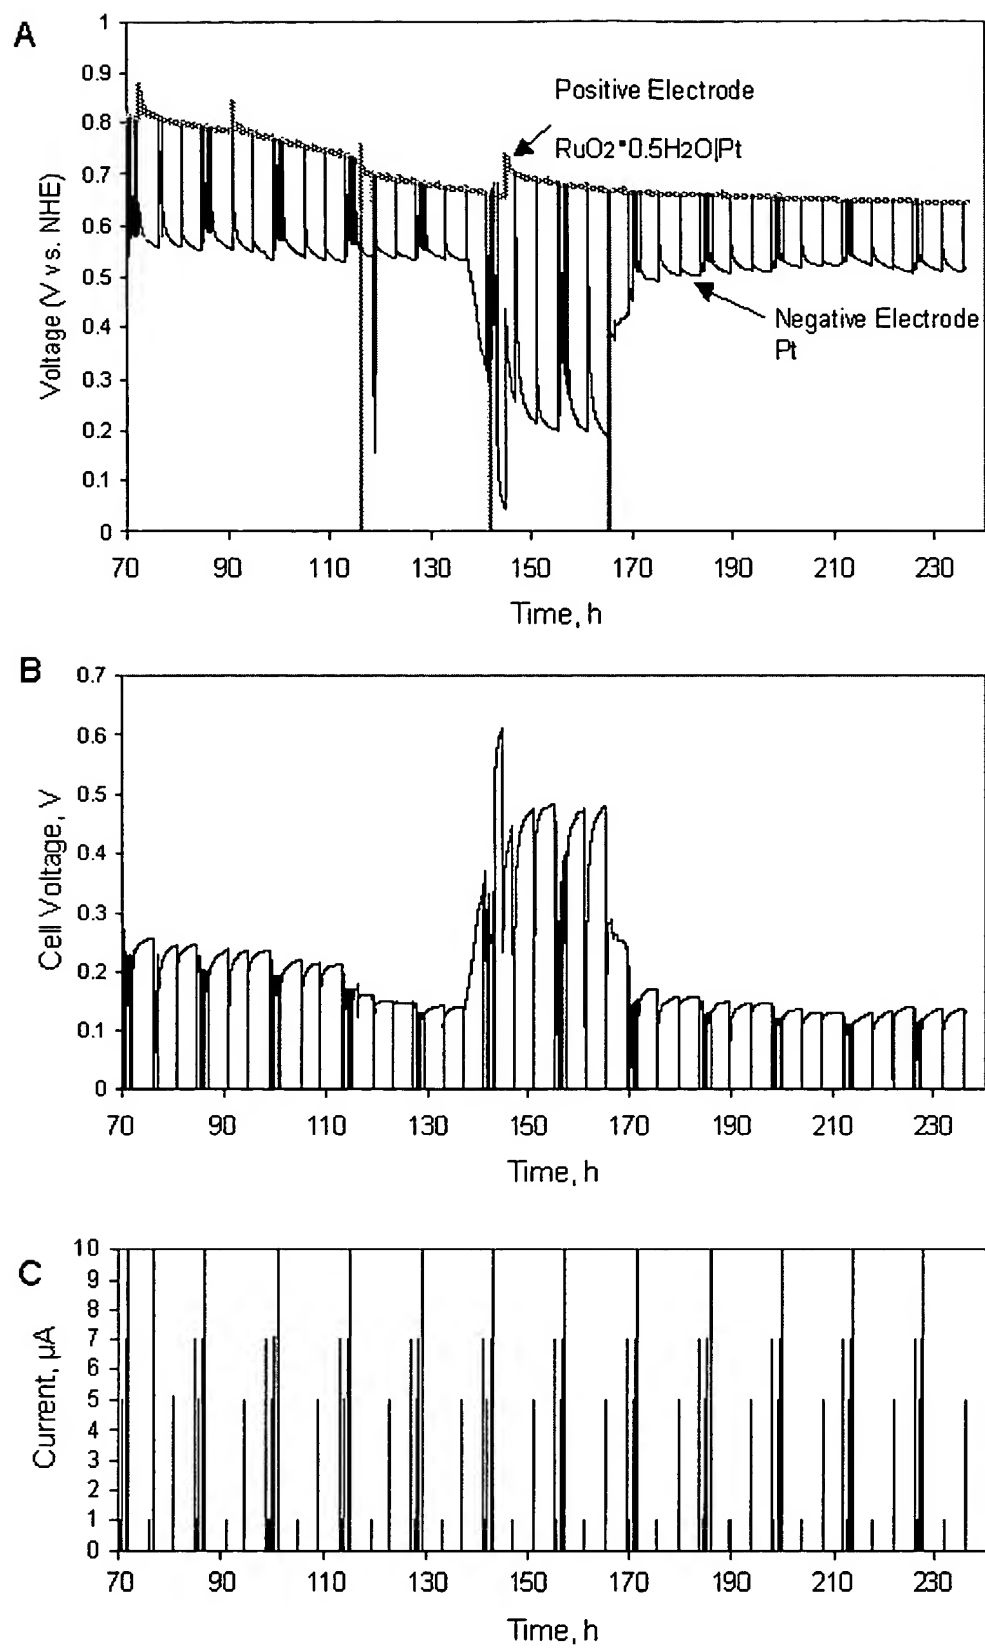 A
1
0.9
0.8
0.7
0.6
0.5
0.4
0.3
0.2
0.1
0
Voltage (V vs. NHE)
Positive Electrode
RuO2*0.5H2O|Pt
Negative Electrode
Pt
70 90 110 130 150 170 190 210 230
Time, h
B
0.7
0.6
0.5
0.4
0.3
0.2
0.1
0
Cell Voltage, V
70 90 110 130 150 170 190 210 230
Time, h
C
10
9
8
7
6
5
4
3
2
1
0
Current, µA
70 90 110 130 150 170 190 210 230
Time, h